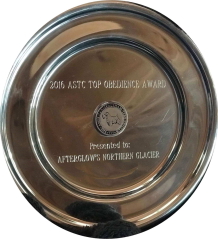 2016 ASTC TOP OBEDIENCE AWARD
Presented to:
AFTERGLOW'S NORTHERN GLACIER